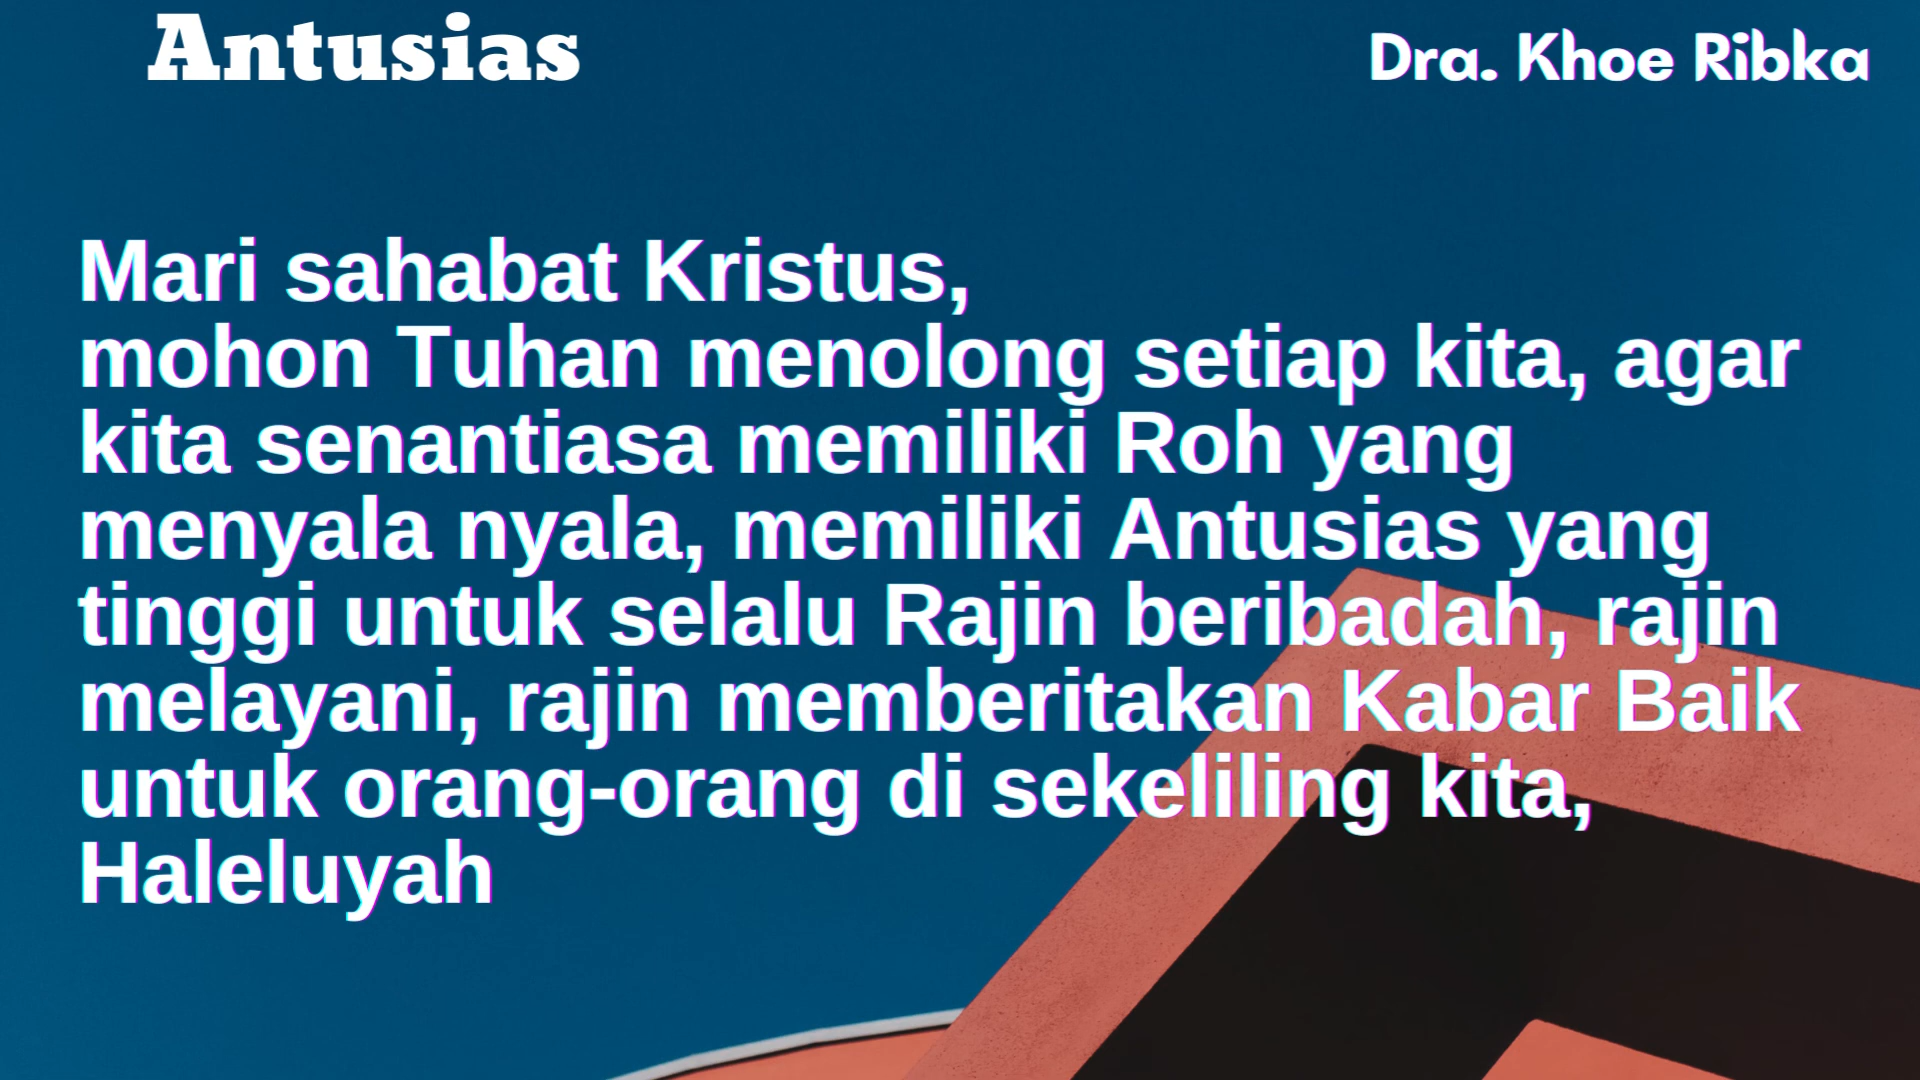 Antusias
Dra. Khoe Ribka
Mari sahabat Kristus,
mohon Tuhan menolong setiap kita, agar
kita senantiasa memiliki Roh yang
menyala nyala, memiliki Antusias yang
tinggi untuk selalu Rajin beribadah, rajin
melayani, rajin memberitakan Kabar Baik
untuk orang-orang di sekeliling kita,
Haleluyah